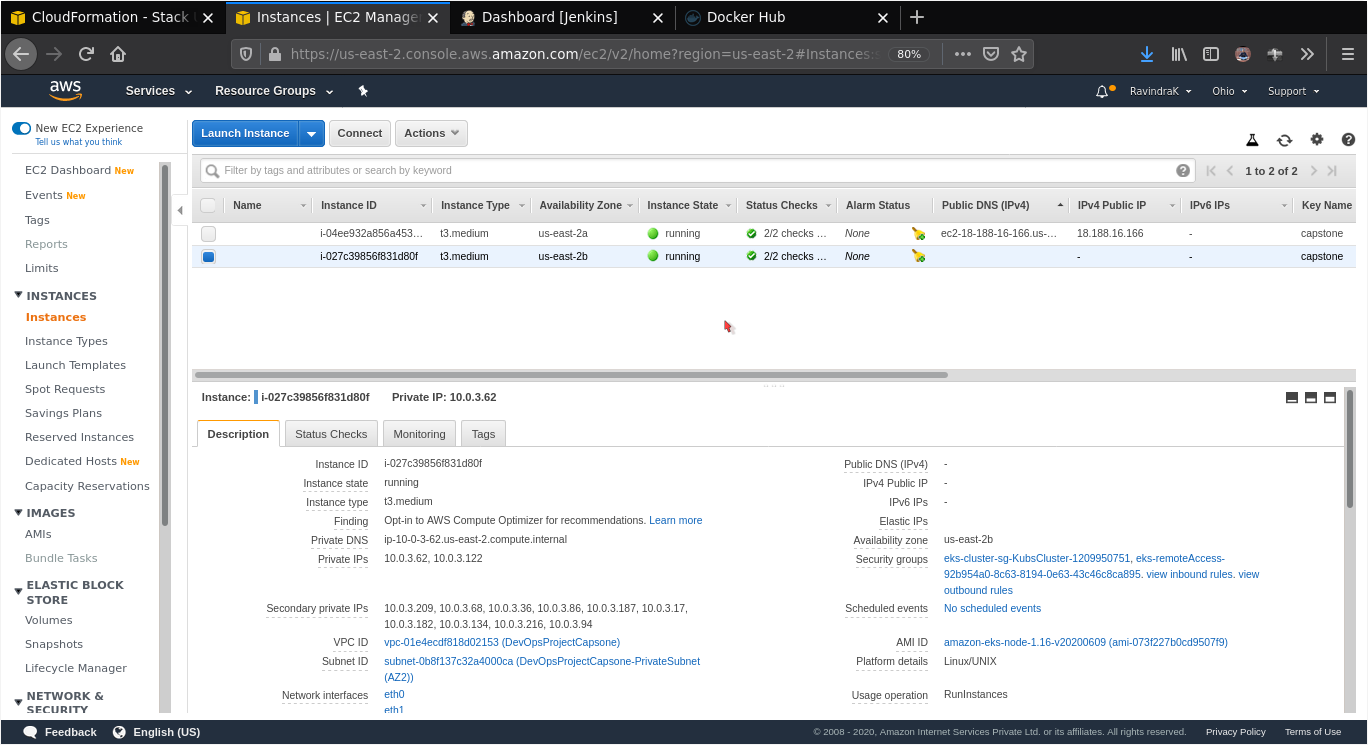 CloudFormation - Stack
Instances | EC2 Manage
Dashboard [Jenkins]
Docker Hub
https://us-east-2.console.aws.amazon.com/ec2/v2/home?region=us-east-2#Instances:s
80%
aws
Services
Resource Groups
RavindraK
Ohio
Support
New EC2 Experience
Tell us what you think
EC2 Dashboard New
Events New
Tags
Reports
Limits
INSTANCES
Instances
Instance Types
Launch Templates
Spot Requests
Savings Plans
Reserved Instances
Dedicated Hosts New
Capacity Reservations
IMAGES
AMIs
Bundle Tasks
ELASTIC BLOCK
STORE
Volumes
Snapshots
Lifecycle Manager
NETWORK &
SECURITY
Launch Instance
Connect
Actions
Filter by tags and attributes or search by keyword
1 to 2 of 2
Name Instance ID Instance Type Availability Zone Instance State Status Checks Alarm Status Public DNS (IPv4) IPv4 Public IP IPv6 IPs Key Name
i-04ee932a856a453... t3.medium us-east-2a running 2/2 checks ... None ec2-18-188-16-166.us-... 18.188.16.166 - capstone
i-027c39856f831d80f t3.medium us-east-2b running 2/2 checks ... None - - capstone
Instance: i-027c39856f831d80f Private IP: 10.0.3.62
Description
Status Checks
Monitoring
Tags
Instance ID i-027c39856f831d80f
Instance state running
Instance type t3.medium
Finding Opt-in to AWS Compute Optimizer for recommendations. Learn more
Private DNS ip-10-0-3-62.us-east-2.compute.internal
Private IPs 10.0.3.62, 10.0.3.122
Secondary private IPs 10.0.3.209, 10.0.3.68, 10.0.3.36, 10.0.3.86, 10.0.3.187, 10.0.3.17,
10.0.3.182, 10.0.3.134, 10.0.3.216, 10.0.3.94
VPC ID vpc-01e4ecdf818d02153 (DevOpsProjectCapsone)
Subnet ID subnet-0b8f137c32a4000ca (DevOpsProjectCapsone-PrivateSubnet
(AZ2))
Network interfaces eth0
eth1
Public DNS (IPv4) -
IPv4 Public IP -
IPv6 IPs -
Elastic IPs
Availability zone us-east-2b
Security groups eks-cluster-sg-KubsCluster-1209950751, eks-remoteAccess-
92b954a0-8c63-8194-0e63-43c46c8ca895. view inbound rules. view
outbound rules
Scheduled events No scheduled events
AMI ID amazon-eks-node-1.16-v20200609 (ami-073f227b0cd9507f9)
Platform details Linux/UNIX
Usage operation RunInstances
Feedback
English (US)
© 2008 - 2020, Amazon Internet Services Private Ltd. or its affiliates. All rights reserved.
Privacy Policy
Terms of Use